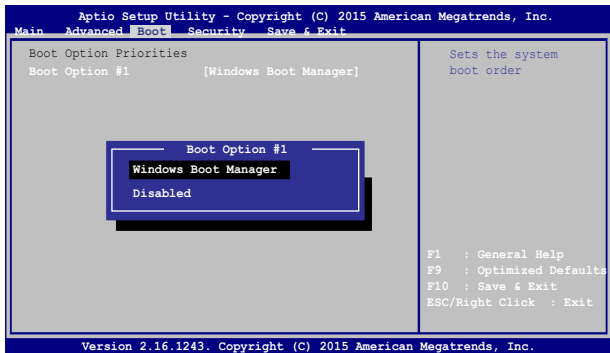 Aptio Setup Utility - Copyright (C) 2015 American Megatrends, Inc.
Main Advanced Boot Security Save & Exit
Boot Option Priorities
Boot Option #1 [Windows Boot Manager]
Sets the system
boot order
Boot Option #1
Windows Boot Manager
Disabled
F1 : General Help
F9 : Optimized Defaults
F10 : Save & Exit
ESC/Right Click : Exit
Version 2.16.1243. Copyright (C) 2015 American Megatrends, Inc.